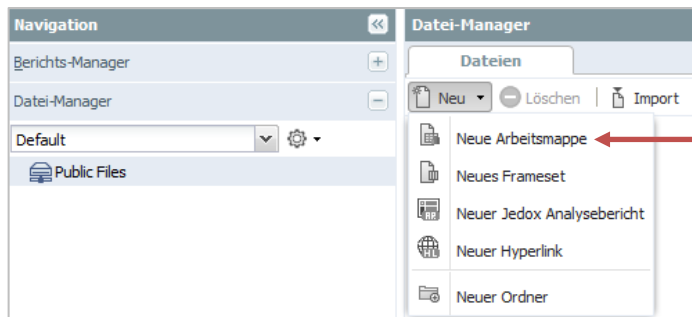 Navigation
Berichts-Manager
Datei-Manager
Default
Public Files
Datei-Manager
Dateien
Neu Löschen Import
Neue Arbeitsmappe
Neues Frameset
Neuer Jedox Analysebericht
Neuer Hyperlink
Neuer Ordner